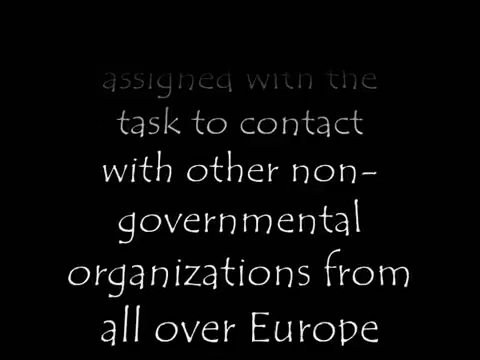 assigned with the
task to contact
with other non-
governmental
organizations from
all over Europe